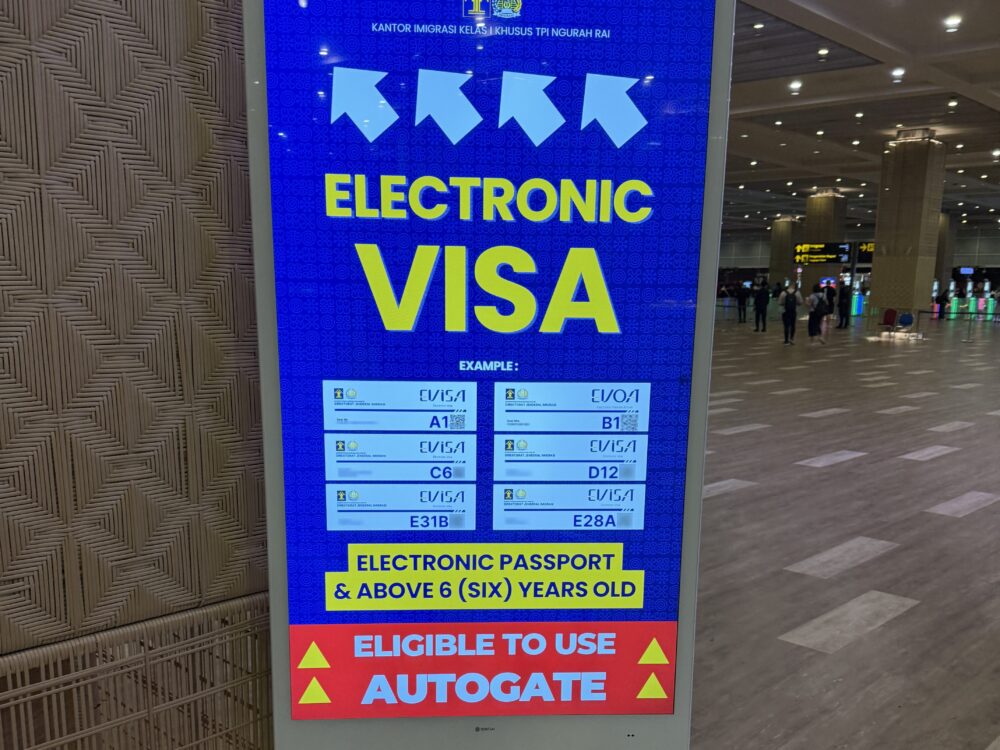 KANTOR IMIGRASI KELAS I KHUSUS TPI NGURAH RAI
ELECTRONIC
VISA
EXAMPLE :
EVISA
A1
EVOA
B1
EVISA
C6
EVISA
D12
EVISA
E31B
EVISA
E28A
ELECTRONIC PASSPORT
& ABOVE 6 (SIX) YEARS OLD
ELIGIBLE TO USE
AUTOGATE